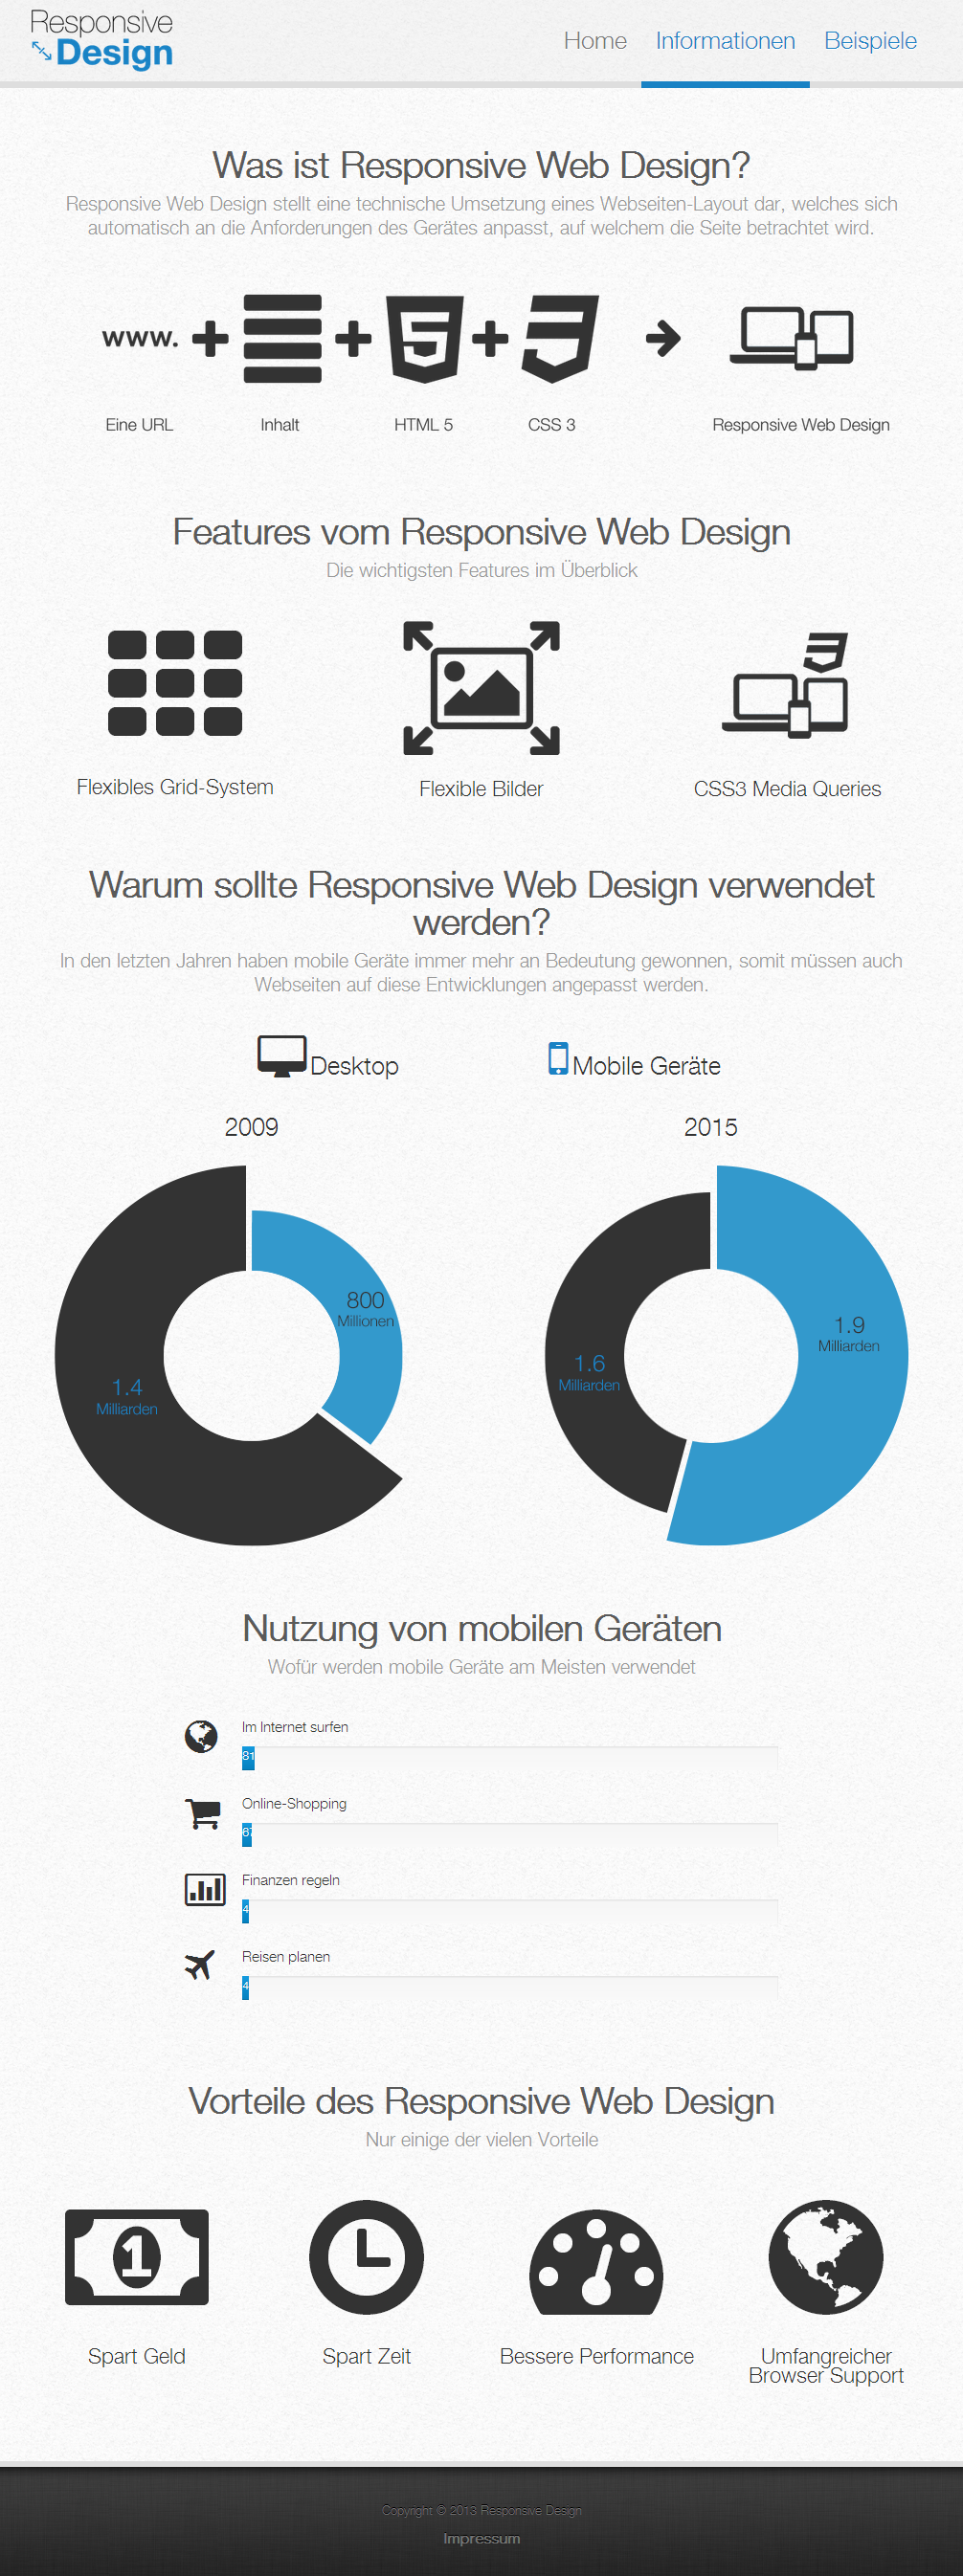 Responsive
Design
Home Informationen Beispiele
Was ist Responsive Web Design?
Responsive Web Design stellt eine technische Umsetzung eines Webseiten-Layout dar, welches sich
automatisch an die Anforderungen des Gerätes anpasst, auf welchem die Seite betrachtet wird.
www.
Eine URL Inhalt HTML 5 CSS 3 Responsive Web Design
Features vom Responsive Web Design
Die wichtigsten Features im Überblick
Flexibles Grid-System Flexible Bilder CSS3 Media Queries
Warum sollte Responsive Web Design verwendet
werden?
In den letzten Jahren haben mobile Geräte immer mehr an Bedeutung gewonnen, somit müssen auch
Webseiten auf diese Entwicklungen angepasst werden.
Desktop Mobile Geräte
2009
800
Millionen
1.4
Milliarden
2015
1.9
Milliarden
1.6
Milliarden
Nutzung von mobilen Geräten
Wofür werden mobile Geräte am Meisten verwendet
Im Internet surfen
81
Online-Shopping
Finanzen regeln
4
Reisen planen
4
Vorteile des Responsive Web Design
Nur einige der vielen Vorteile
1
Spart Geld Spart Zeit Bessere Performance Umfangreicher
Browser Support
Copyright © 2013 Responsive Design
Impressum